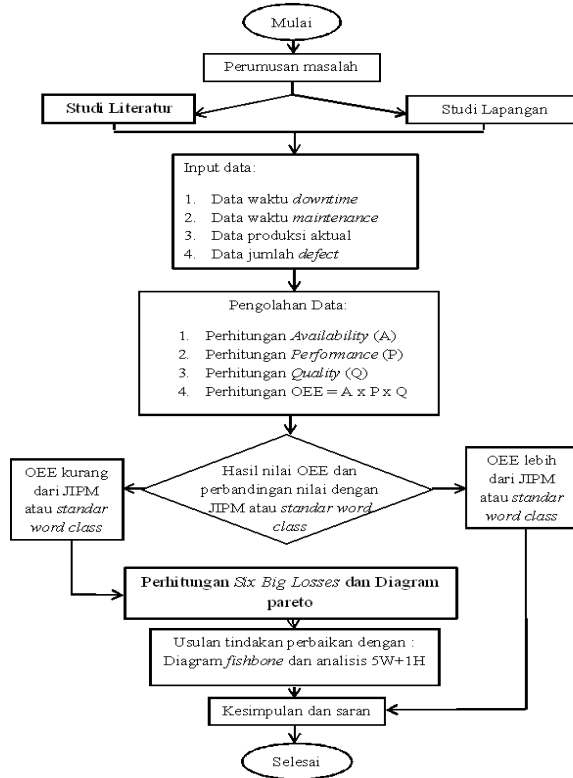 Mulai
Perumusan masalah
Studi Literatur
Studi Lapangan
Input data:
1. Data waktu downtime
2. Data waktu maintenance
3. Data produksi aktual
4. Data jumlah defect
Pengolahan Data:
1. Perhitungan Availability (A)
2. Perhitungan Performance (P)
3. Perhitungan Quality (Q)
4. Perhitungan OEE = A x P x Q
OEE kurang
dari JIPM
atau standar
word class
Hasil nilai OEE dan
perbandingan nilai dengan
JIPM atau standar word
class
OEE lebih
dari JIPM
atau standar
word class
Perhitungan Six Big Losses dan Diagram
pareto
Usulan tindakan perbaikan dengan :
Diagram fishbone dan analisis 5W+1H
Kesimpulan dan saran
Selesai